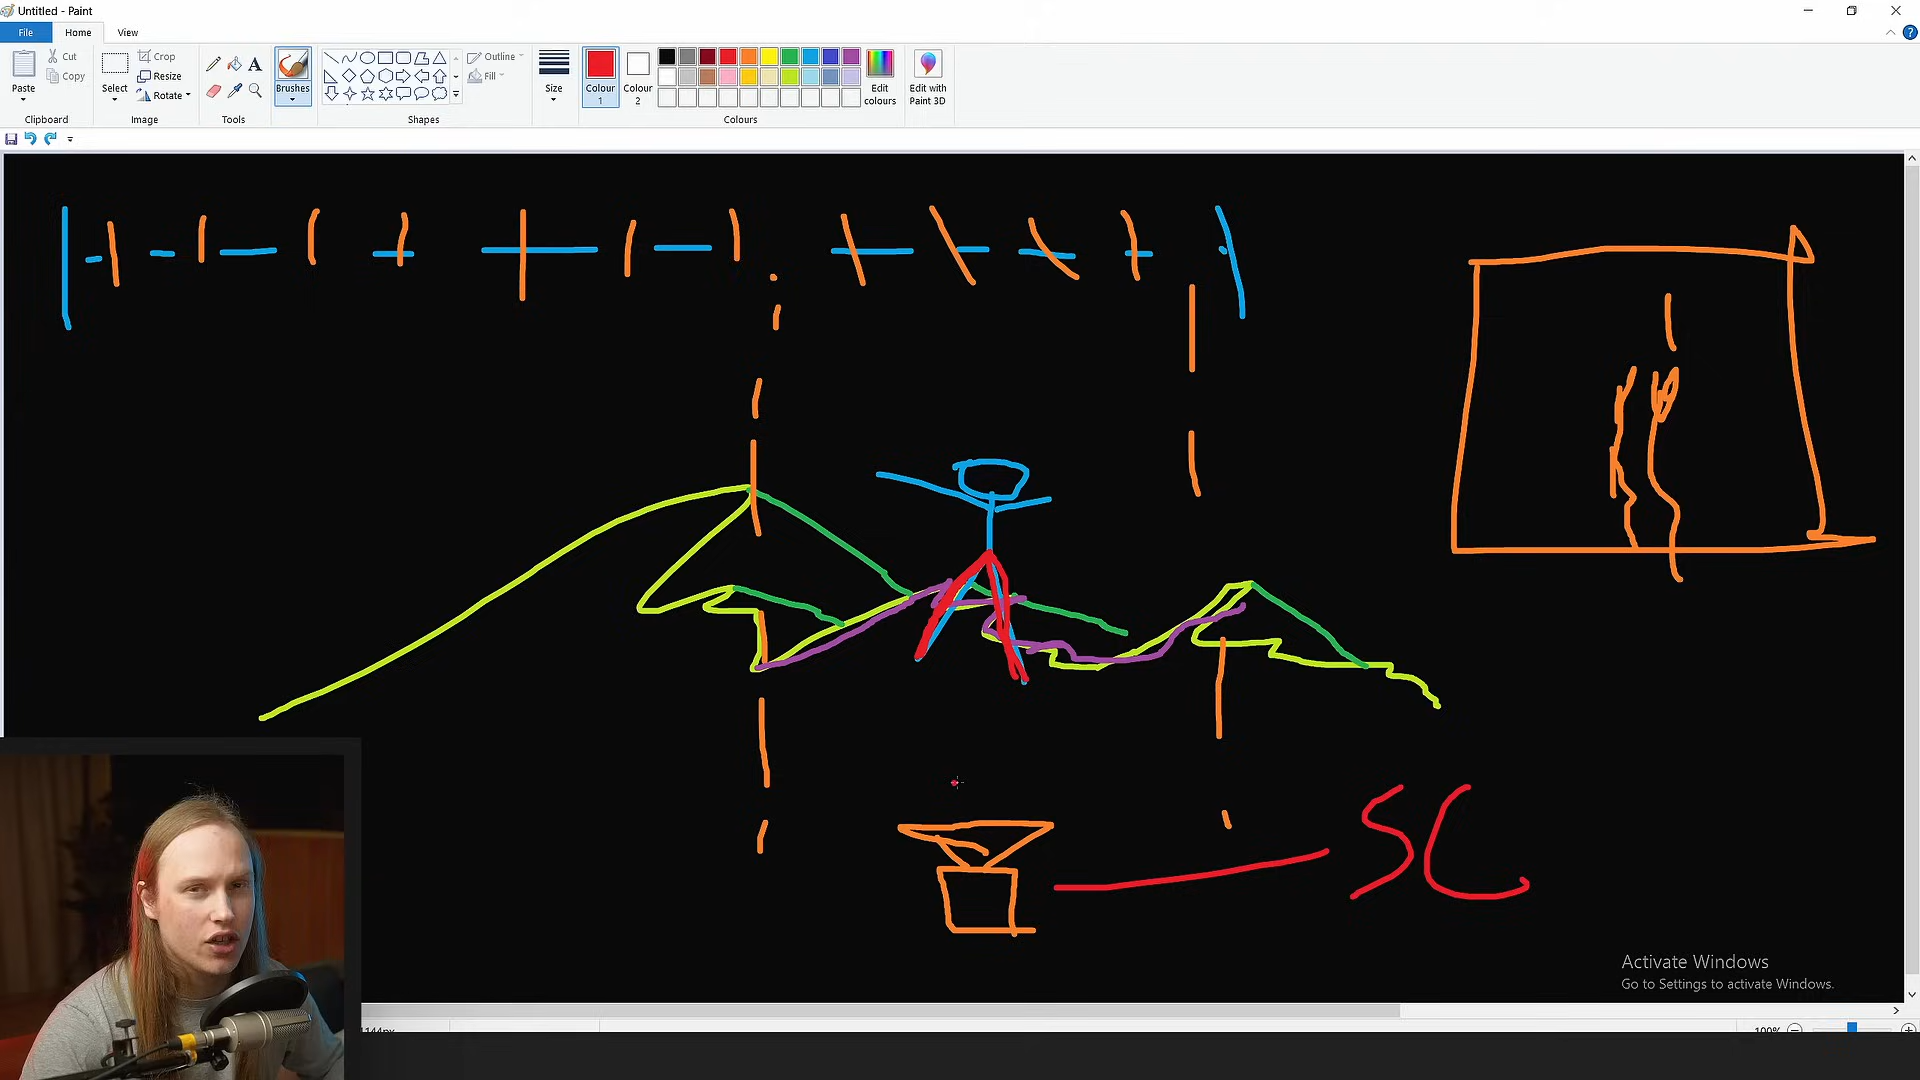 Untitled - Paint
File Home View
Paste
Cut
Copy
Clipboard
Select
Crop
Resize
Rotate
Image
Tools
Brushes
Outline
Fill
Shapes
Size
Colour 1
Colour 2
Edit colours
Colours
Edit with Paint 3D
SC
Activate Windows
Go to Settings to activate Windows.
100%